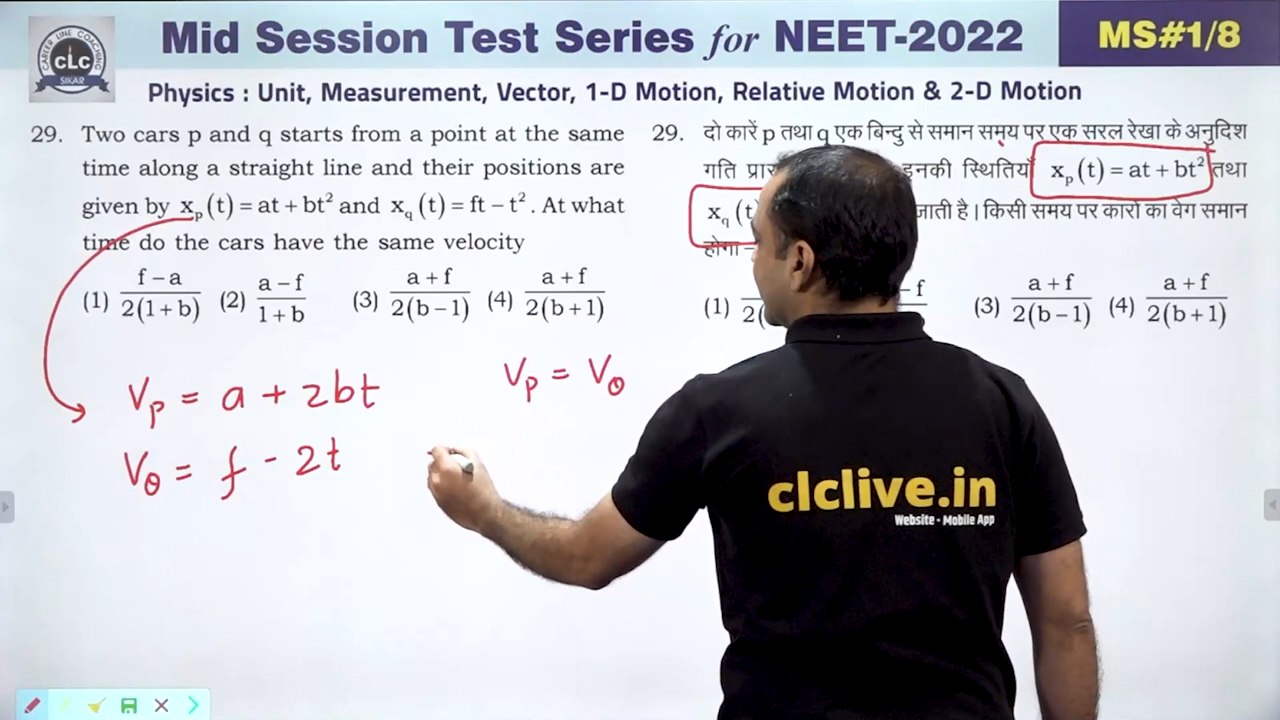 Mid Session Test Series for NEET-2022
MS#1/8
CAREER LINE COACHING
CLC
SIKAR
Physics : Unit, Measurement, Vector, 1-D Motion, Relative Motion & 2-D Motion
29. Two cars p and q starts from a point at the same
time along a straight line and their positions are
given by xₚ(t) = at + bt² and x_q(t) = ft − t². At what
time do the cars have the same velocity
(1) (f − a)/(2(1 + b)) (2) (a − f)/(1 + b) (3) (a + f)/(2(b − 1)) (4) (a + f)/(2(b + 1))
29. दो कारें p तथा q एक बिन्दु से समान समय पर एक सरल रेखा के अनुदिश
गति इनकी स्थितियाँ xₚ(t) = at + bt² तथा
x_q(t जाती है। किसी समय पर कारों का वेग समान
होगा –
(1) 2( – f (3) (a + f)/(2(b − 1)) (4) (a + f)/(2(b + 1))
Vₚ = a + 2bt
V_Q = f - 2t
Vₚ = V_Q
clclive.in
Website - Mobile App